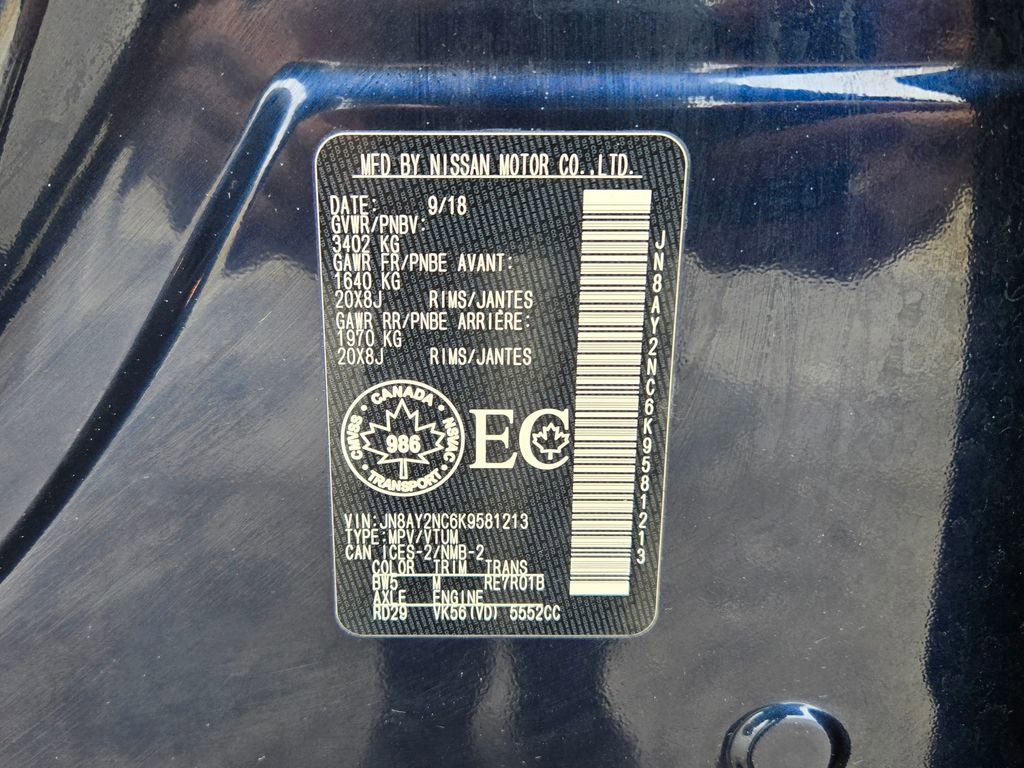 MFD BY NISSAN MOTOR CO.,LTD.
DATE: 9/18
GVWR/PNBV:
3402 KG
GAWR FR/PNBE AVANT:
1640 KG
20X8J RIMS/JANTES
GAWR RR/PNBE ARRIÈRE:
1970 KG
20X8J RIMS/JANTES
CANADA
CMVSS 986 NSVAC
TRANSPORT
EC
VIN:JN8AY2NC6K9581213
TYPE:MPV/VTUM
CAN ICES-2/NMB-2
COLOR TRIM TRANS
BW5 M RE7R01B
AXLE ENGINE
RD29 VK56(VD) 5552CC
JN8AY2NC6K9581213